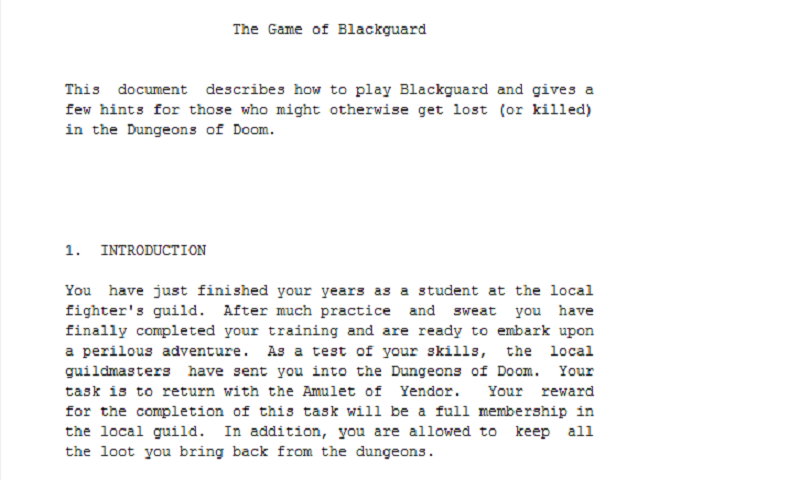 The Game of Blackguard
This  document  describes how to play Blackguard and gives a
few hints for those who might otherwise get lost (or killed)
in the Dungeons of Doom.
1.  INTRODUCTION
You  have just finished your years as a student at the local
fighter's guild.  After much practice  and  sweat  you  have
finally completed your training and are ready to embark upon
a perilous adventure.  As a test of your skills,  the  local
guildmasters  have sent you into the Dungeons of Doom.  Your
task is to return with the Amulet of  Yendor.   Your  reward
for the completion of this task will be a full membership in
the local guild.  In addition, you are allowed to  keep  all
the loot you bring back from the dungeons.